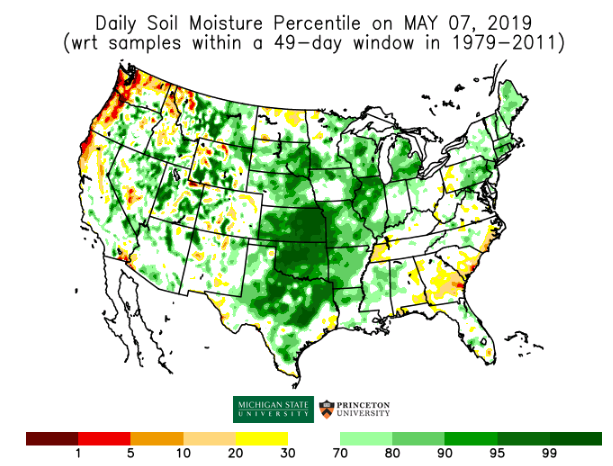 Daily Soil Moisture Percentile on MAY 07, 2019
(wrt samples within a 49-day window in 1979-2011)
MICHIGAN STATE
UNIVERSITY
PRINCETON
UNIVERSITY
1 5 10 20 30 70 80 90 95 99